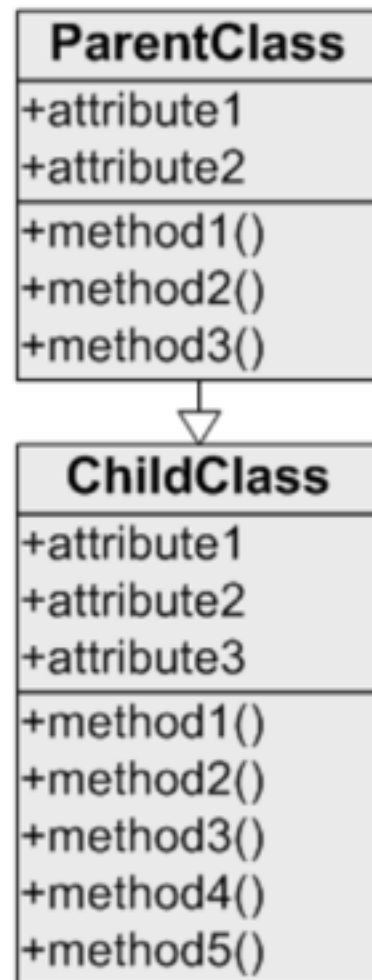 ParentClass
+attribute1
+attribute2
+method1()
+method2()
+method3()
ChildClass
+attribute1
+attribute2
+attribute3
+method1()
+method2()
+method3()
+method4()
+method5()